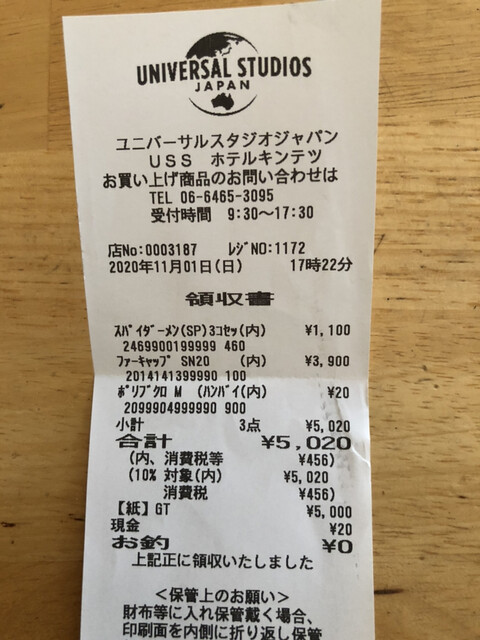 UNIVERSAL STUDIOS
JAPAN
ユニバーサルスタジオジャパン
USS ホテルキンテツ
お買い上げ商品のお問い合わせは
TEL 06-6465-3095
受付時間 9:30～17:30
店No:0003187 ﾚｼﾞNO:1172
2020年11月01日(日) 17時22分
領収書
ｽﾊﾟｲﾀﾞｰﾒﾝ(SP)3ｺｾｯ(内) ¥1,100
2469900199999 460
ﾌｧｰｷｬｯﾌﾟ SN20 (内) ¥3,900
2014141399990 100
ﾎﾟﾘﾌﾞｸﾛ M (ﾊﾝﾊﾞｲ(内) ¥20
2099904999990 900
小計 3点 ¥5,020
合計 ¥5,020
(内、消費税等 ¥456)
(10% 対象(内) ¥5,020
消費税 ¥456)
【紙】GT ¥5,000
現金 ¥20
お釣 ¥0
上記正に領収いたしました
<保管上のお願い>
財布等に入れ保管戴く場合、
印刷面を内側に折り返し保管